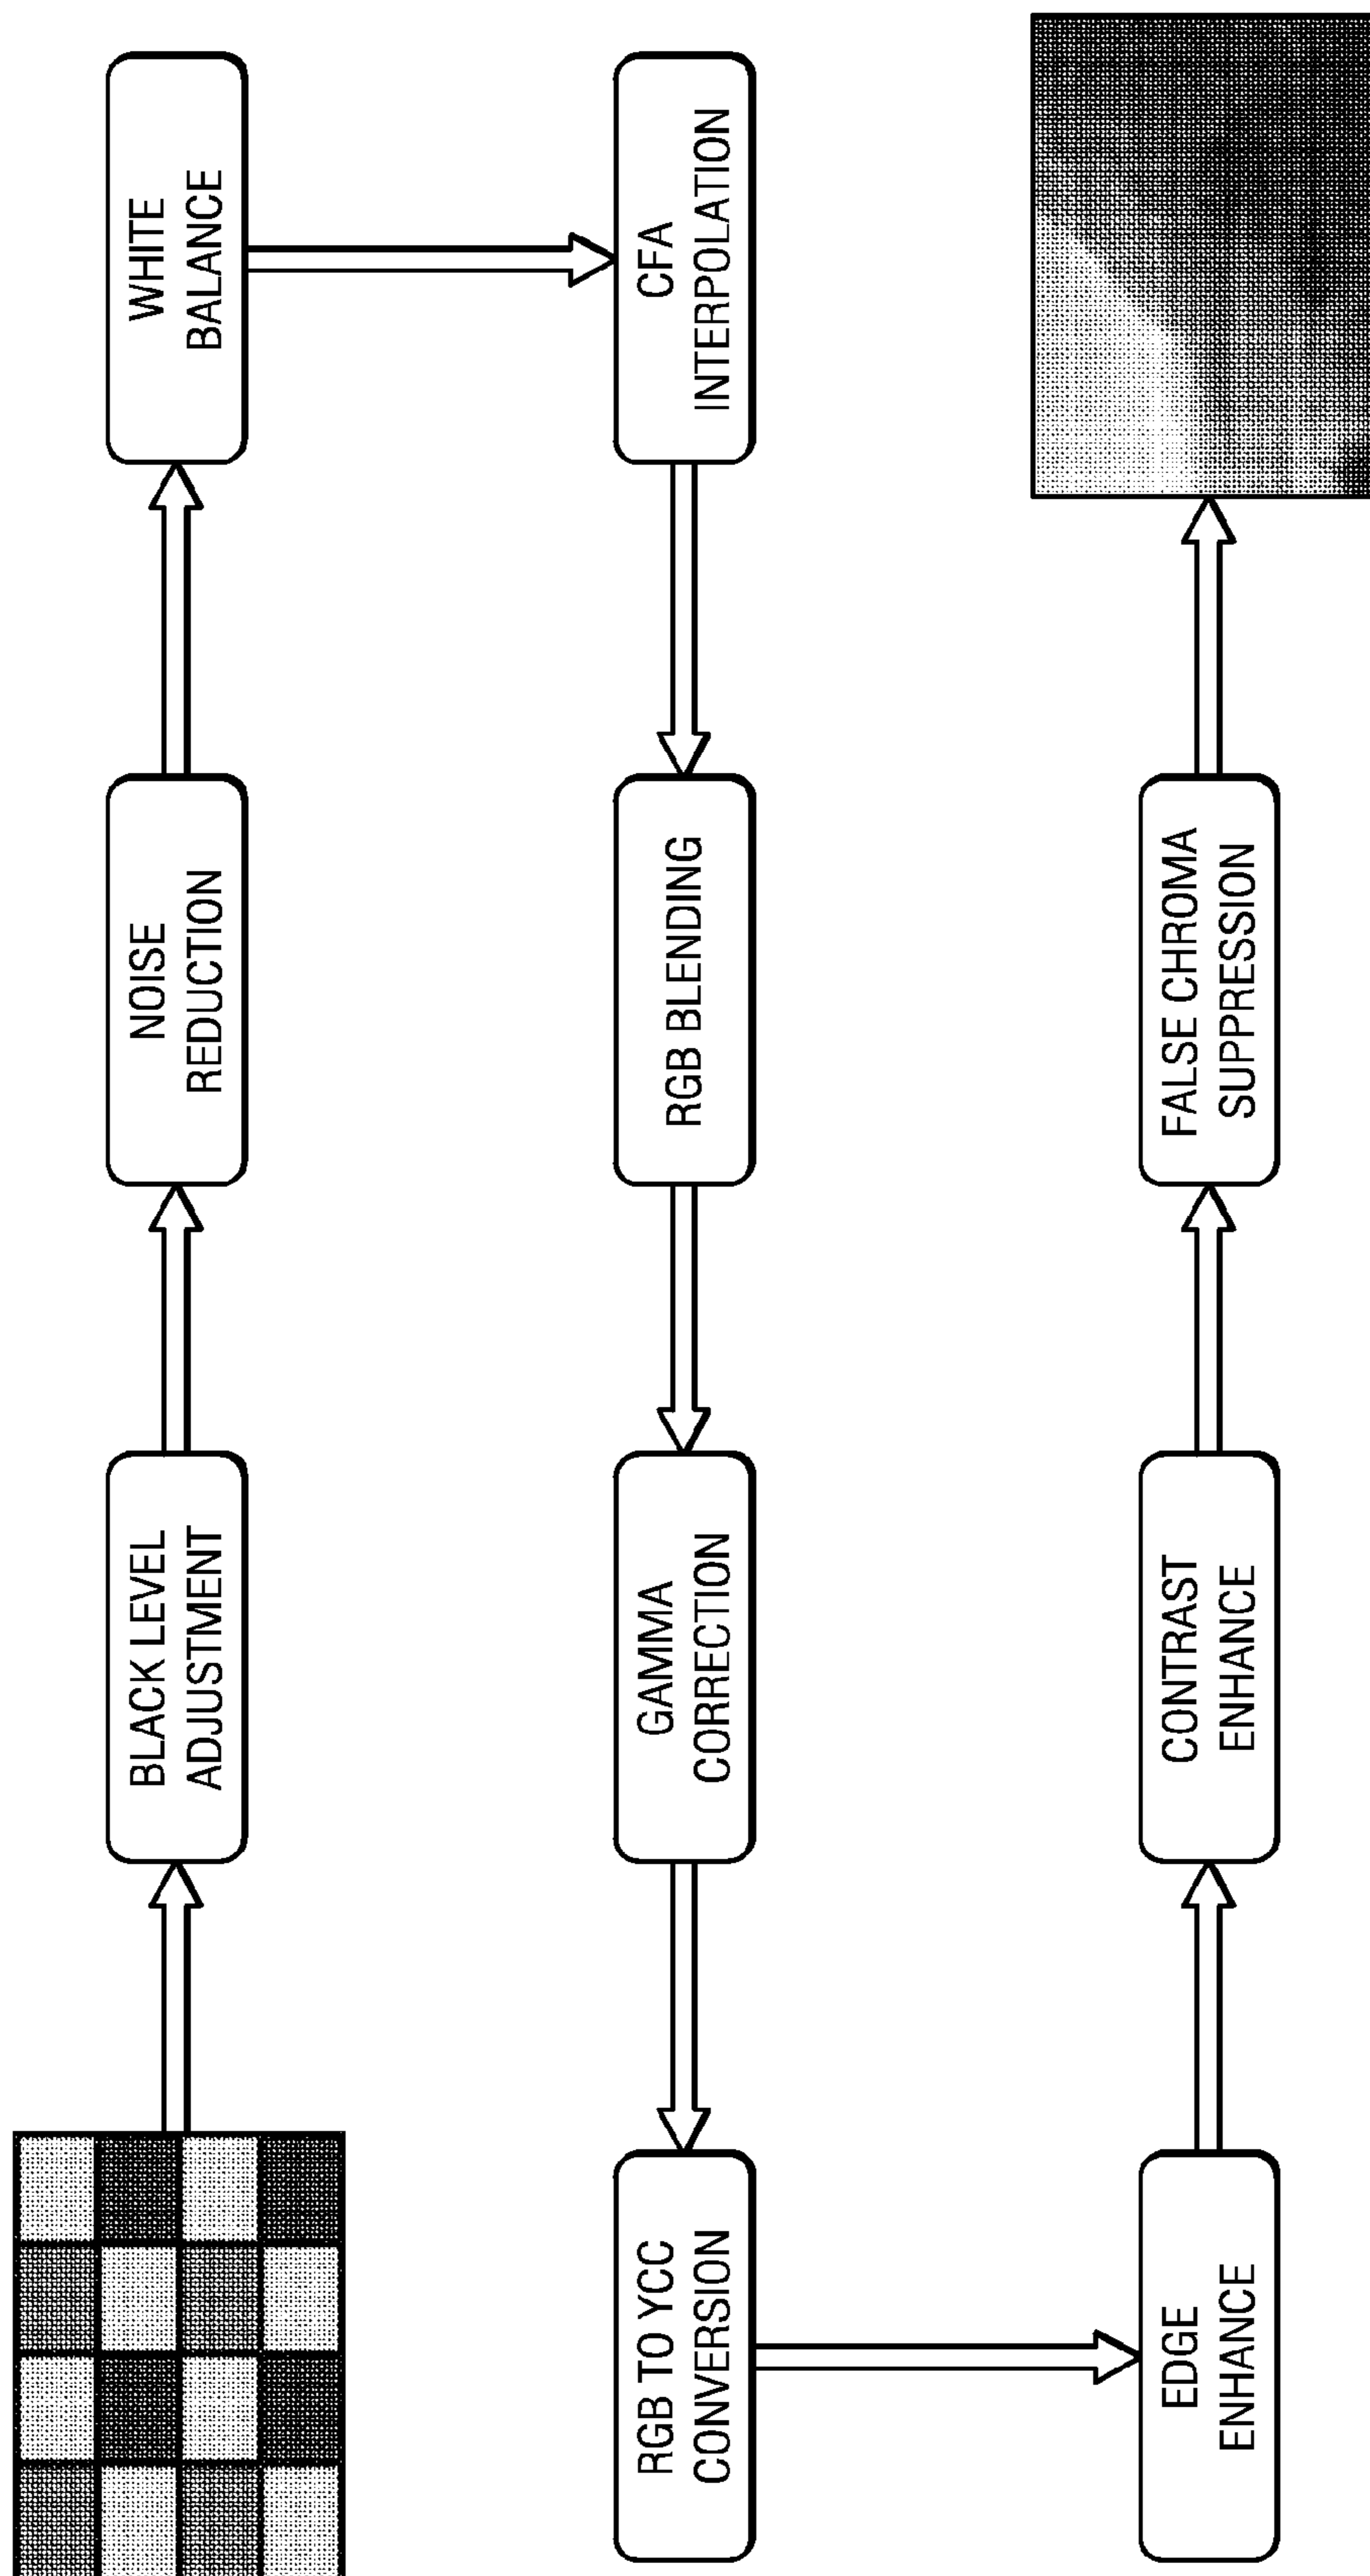 BLACK LEVEL
ADJUSTMENT
NOISE
REDUCTION
WHITE
BALANCE
CFA
INTERPOLATION
RGB BLENDING
GAMMA
CORRECTION
RGB TO YCC
CONVERSION
EDGE
ENHANCE
CONTRAST
ENHANCE
FALSE CHROMA
SUPPRESSION